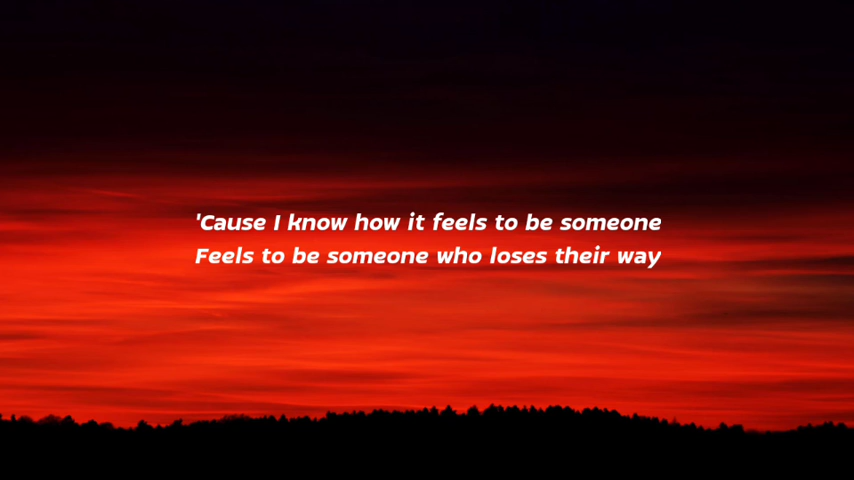 'Cause I know how it feels to be someone
Feels to be someone who loses their way